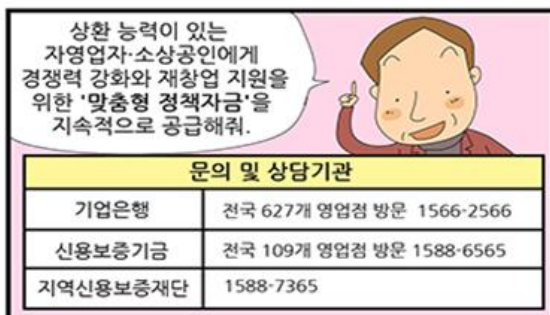 상환 능력이 있는
자영업자·소상공인에게
경쟁력 강화와 재창업 지원을
위한 '맞춤형 정책자금'을
지속적으로 공급해줘.
문의 및 상담기관
기업은행 전국 627개 영업점 방문 1566-2566
신용보증기금 전국 109개 영업점 방문 1588-6565
지역신용보증재단 1588-7365